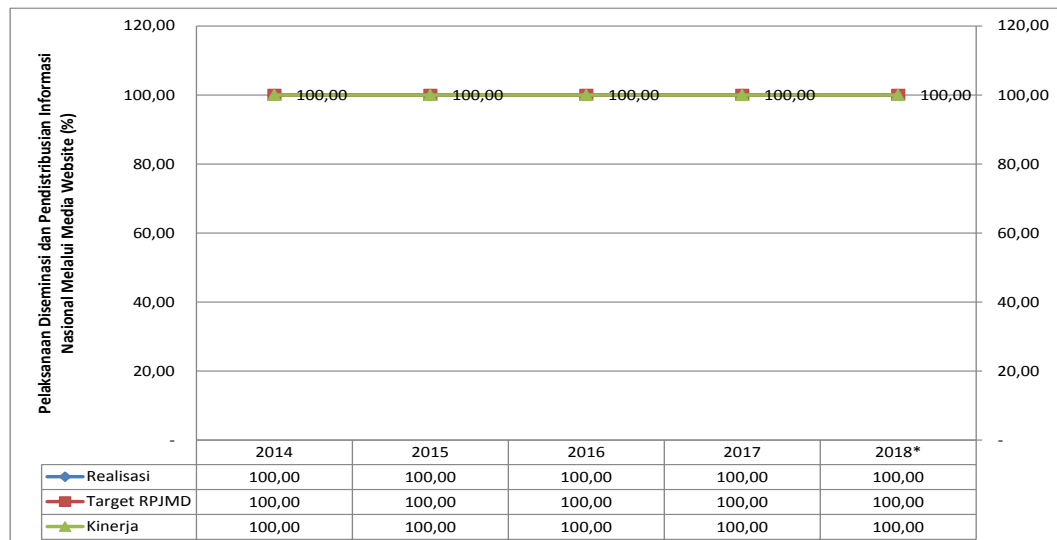 Pelaksanaan Diseminasi dan Pendistribusian Informasi
Nasional Melalui Media Website (%)
120,00
100,00
80,00
60,00
40,00
20,00
-
120,00
100,00
80,00
60,00
40,00
20,00
-
100,00 100,00 100,00 100,00 100,00
2014 2015 2016 2017 2018*
Realisasi 100,00 100,00 100,00 100,00 100,00
Target RPJMD 100,00 100,00 100,00 100,00 100,00
Kinerja 100,00 100,00 100,00 100,00 100,00